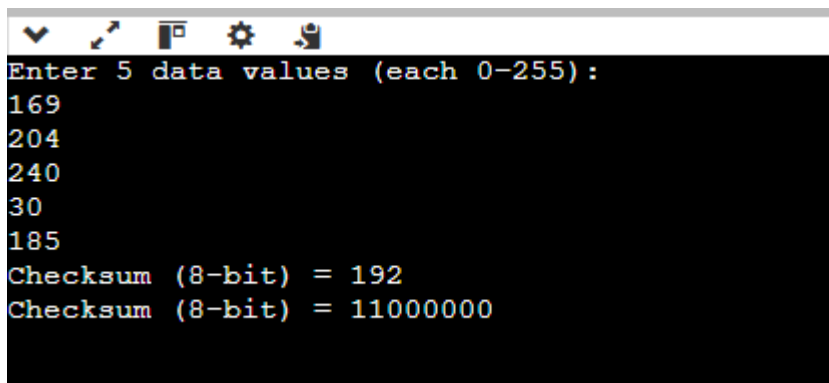 Enter 5 data values (each 0-255):
169
204
240
30
185
Checksum (8-bit) = 192
Checksum (8-bit) = 11000000